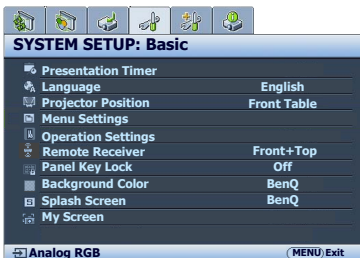 SYSTEM SETUP: Basic
Presentation Timer
Language English
Projector Position Front Table
Menu Settings
Operation Settings
Remote Receiver Front+Top
Panel Key Lock Off
Background Color BenQ
Splash Screen BenQ
My Screen
Analog RGB MENU Exit